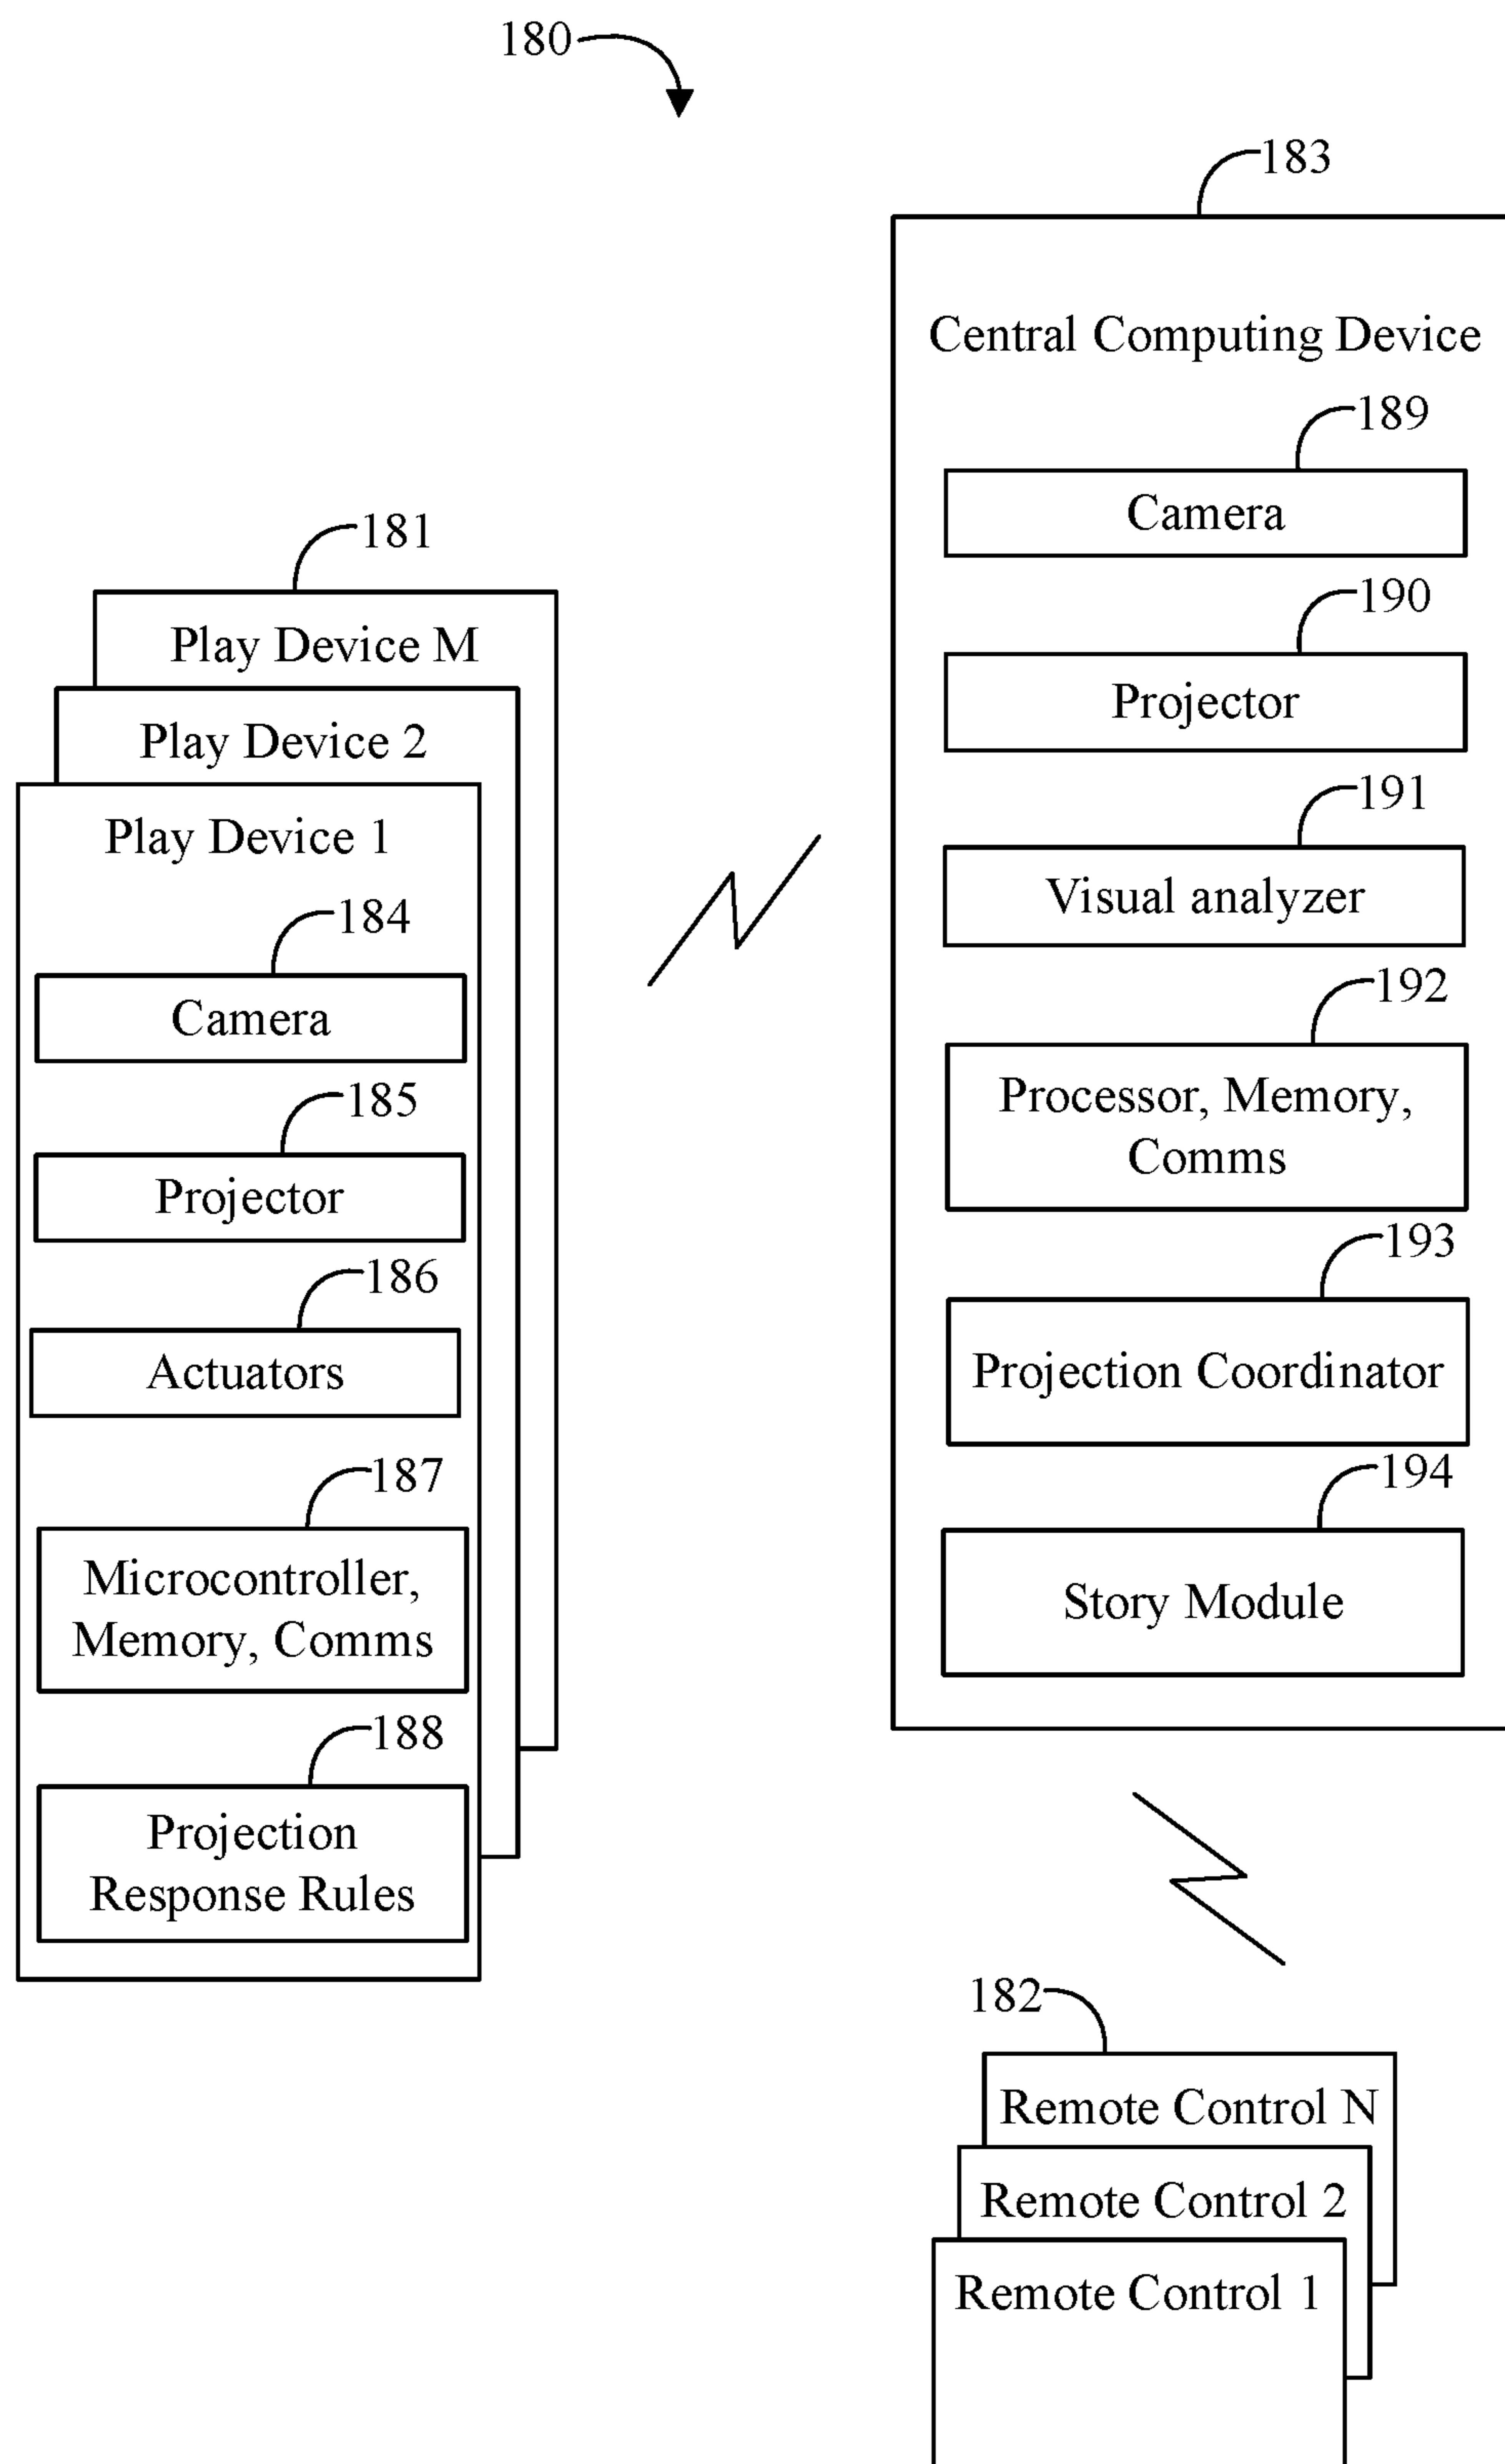 180
183
Central Computing Device
189
Camera
190
Projector
191
Visual analyzer
192
Processor, Memory,
Comms
193
Projection Coordinator
194
Story Module
181
Play Device M
Play Device 2
Play Device 1
184
Camera
185
Projector
186
Actuators
187
Microcontroller,
Memory, Comms
188
Projection
Response Rules
182
Remote Control N
Remote Control 2
Remote Control 1